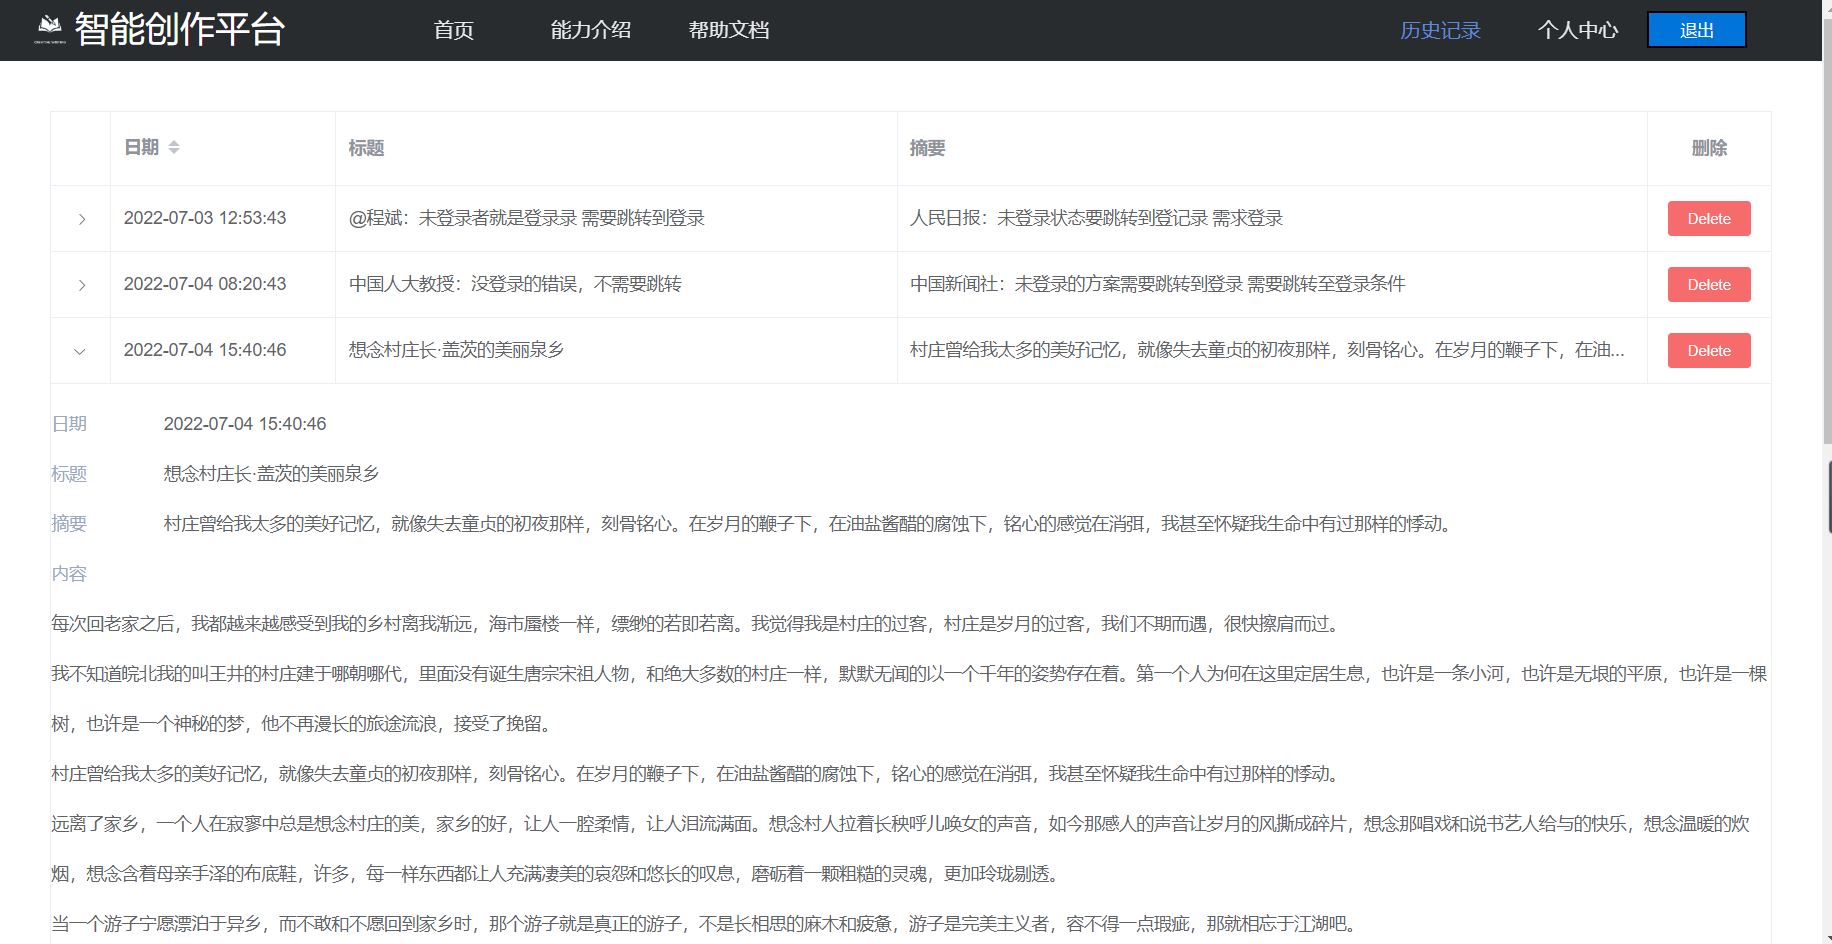 智能创作平台 首页 能力介绍 帮助文档 历史记录 个人中心 退出
日期 标题 摘要 删除
2022-07-03 12:53:43 @程斌：未登录者就是登录录 需要跳转到登录 人民日报：未登录状态要跳转到登记录 需求登录 Delete
2022-07-04 08:20:43 中国人大教授：没登录的错误，不需要跳转 中国新闻社：未登录的方案需要跳转到登录 需要跳转至登录条件 Delete
2022-07-04 15:40:46 想念村庄长·盖茨的美丽泉乡 村庄曾给我太多的美好记忆，就像失去童贞的初夜那样，刻骨铭心。在岁月的鞭子下，在油... Delete
日期 2022-07-04 15:40:46
标题 想念村庄长·盖茨的美丽泉乡
摘要 村庄曾给我太多的美好记忆，就像失去童贞的初夜那样，刻骨铭心。在岁月的鞭子下，在油盐酱醋的腐蚀下，铭心的感觉在消弭，我甚至怀疑我生命中有过那样的悸动。
内容
每次回老家之后，我都越来越感受到我的乡村离我渐远，海市蜃楼一样，缥缈的若即若离。我觉得我是村庄的过客，村庄是岁月的过客，我们不期而遇，很快擦肩而过。
我不知道皖北我的叫王井的村庄建于哪朝哪代，里面没有诞生唐宗宋祖人物，和绝大多数的村庄一样，默默无闻的以一个千年的姿势存在着。第一个人为何在这里定居生息，也许是一条小河，也许是无垠的平原，也许是一棵
树，也许是一个神秘的梦，他不再漫长的旅途流浪，接受了挽留。
村庄曾给我太多的美好记忆，就像失去童贞的初夜那样，刻骨铭心。在岁月的鞭子下，在油盐酱醋的腐蚀下，铭心的感觉在消弭，我甚至怀疑我生命中有过那样的悸动。
远离了家乡，一个人在寂寥中总是想念村庄的美，家乡的好，让人一腔柔情，让人泪流满面。想念村人拉着长秧呼儿唤女的声音，如今那感人的声音让岁月的风撕成碎片，想念那唱戏和说书艺人给与的快乐，想念温暖的炊
烟，想念含着母亲手泽的布底鞋，许多，每一样东西都让人充满凄美的哀怨和悠长的叹息，磨砺着一颗粗糙的灵魂，更加玲珑剔透。
当一个游子宁愿漂泊于异乡，而不敢和不愿回到家乡时，那个游子就是真正的游子，不是长相思的麻木和疲惫，游子是完美主义者，容不得一点瑕疵，那就相忘于江湖吧。